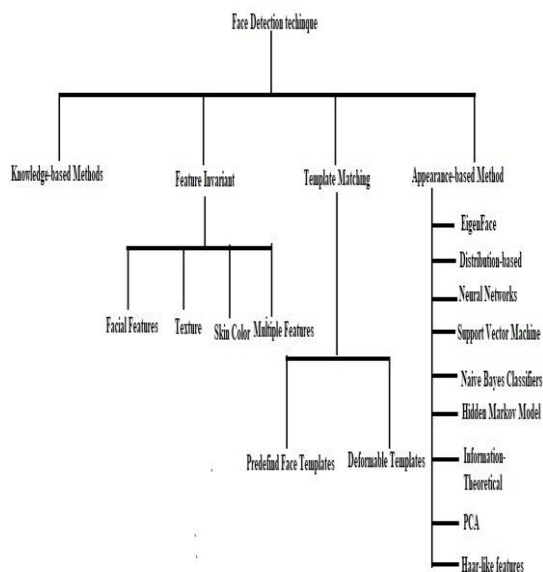 Face Detection techinque
Knowledge-based Methods
Feature Invariant
Template Matching
Appearance-based Method
Facial Features
Texture
Skin Color
Multiple Features
Predefind Face Templates
Deformable Templates
EigenFace
Distribution-based
Neural Networks
Support Vector Machine
Naive Bayes Classifiers
Hidden Markov Model
Information-
Theoretical
PCA
Haar-like features